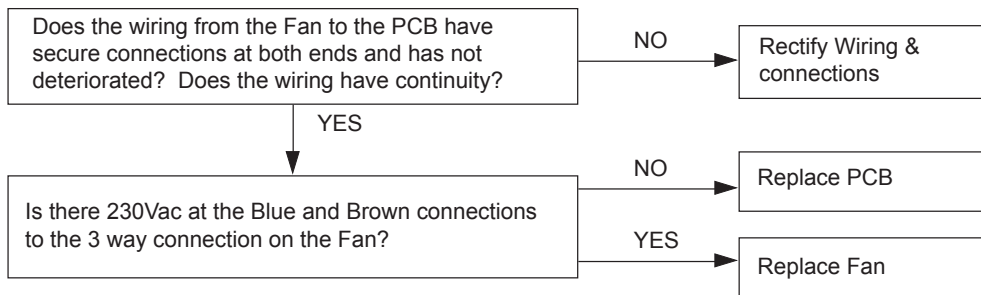 Does the wiring from the Fan to the PCB have
secure connections at both ends and has not
deteriorated?  Does the wiring have continuity?
NO
Rectify Wiring &
connections
YES
Is there 230Vac at the Blue and Brown connections
to the 3 way connection on the Fan?
NO
Replace PCB
YES
Replace Fan